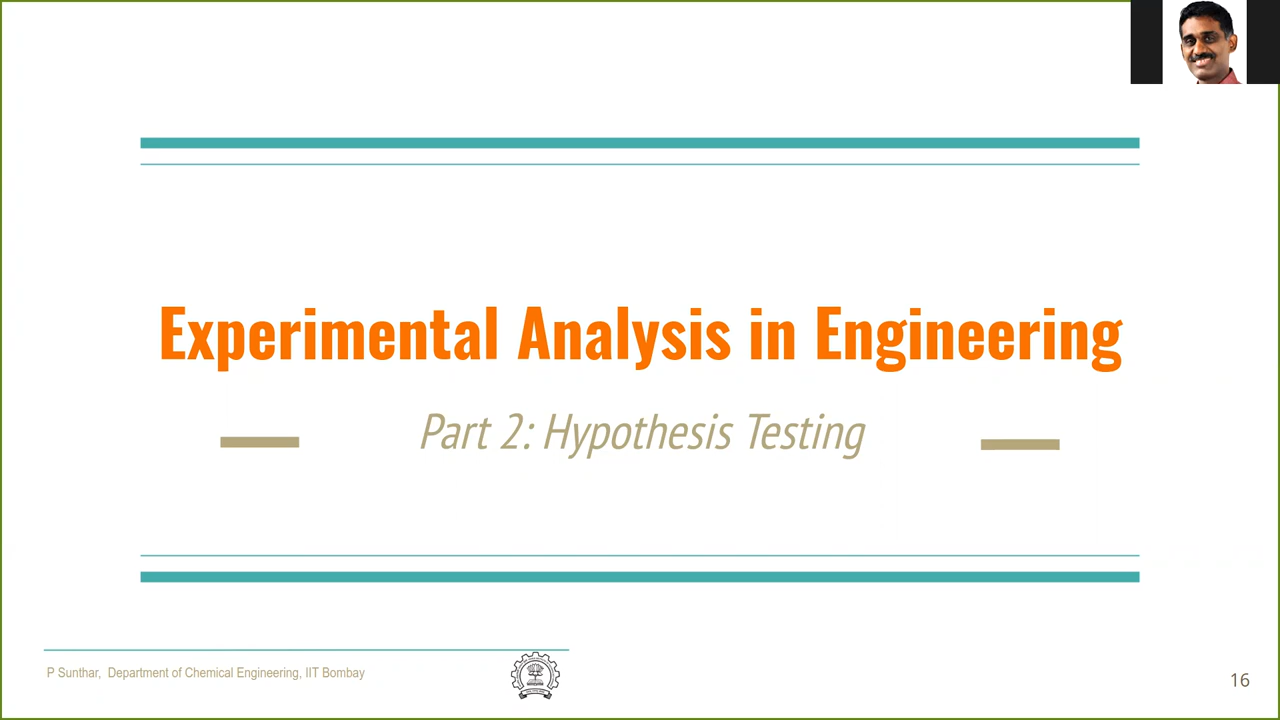 Experimental Analysis in Engineering
Part 2: Hypothesis Testing
P Sunthar, Department of Chemical Engineering, IIT Bombay
16